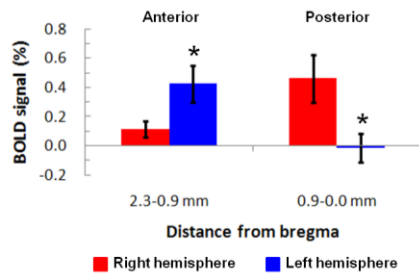 Anterior Posterior
0.8
0.6
0.4
0.2
0.0
-0.2
BOLD signal (%)
*
*
2.3-0.9 mm 0.9-0.0 mm
Distance from bregma
Right hemisphere Left hemisphere